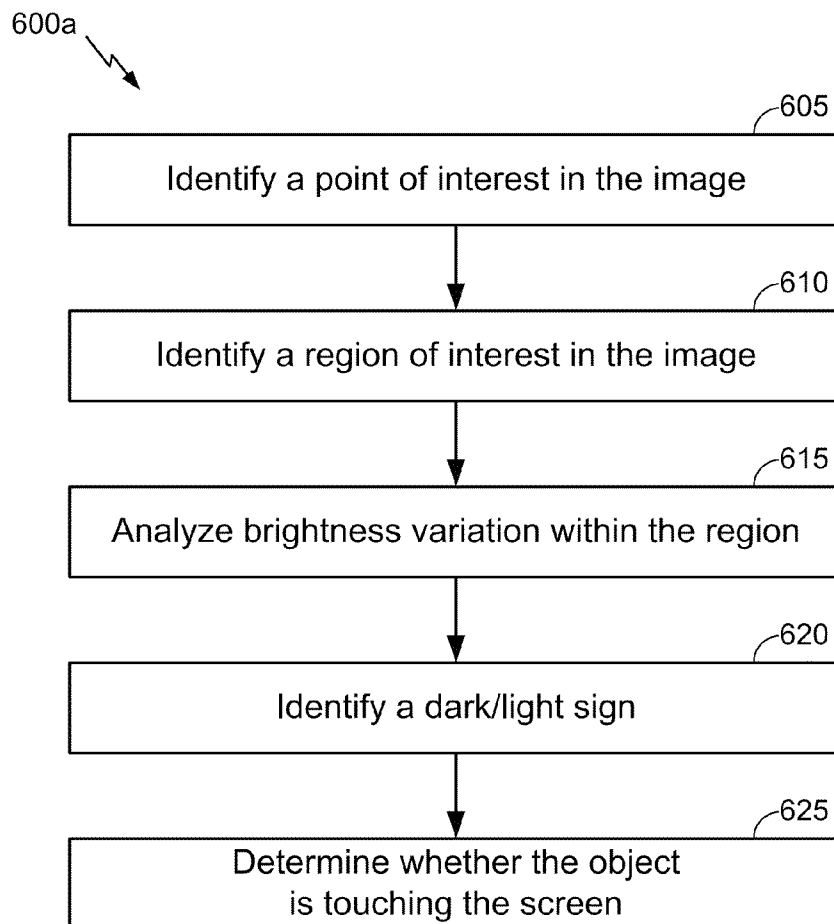 600a
605
Identify a point of interest in the image
610
Identify a region of interest in the image
615
Analyze brightness variation within the region
620
Identify a dark/light sign
625
Determine whether the object
is touching the screen